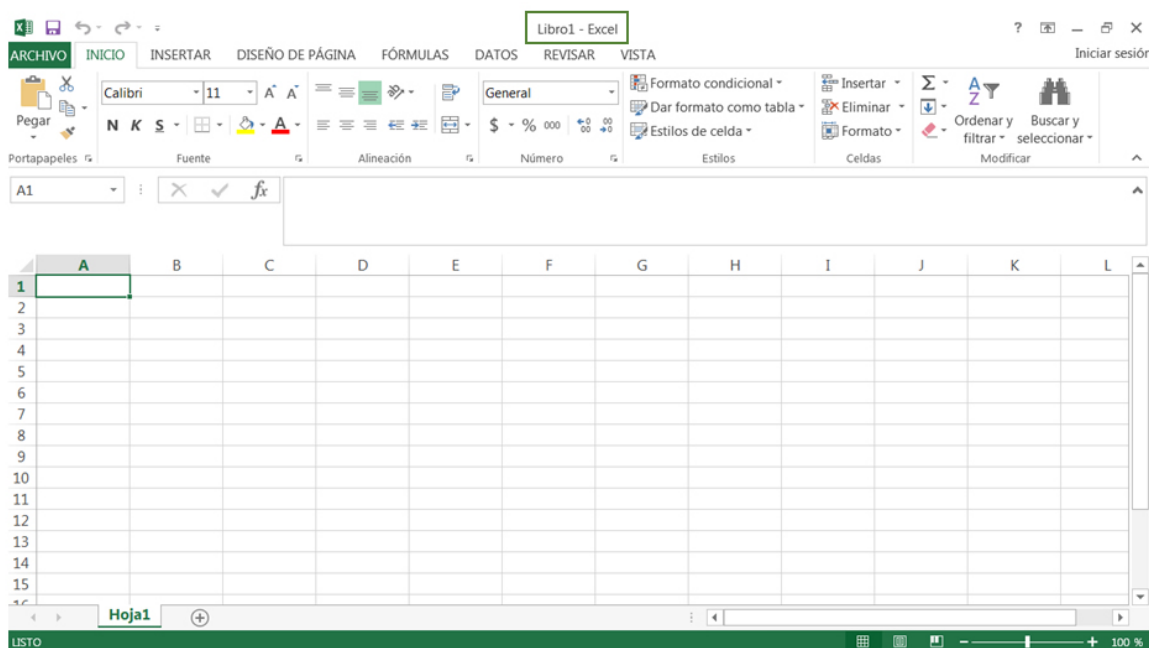 Libro1 - Excel
?
ARCHIVO INICIO INSERTAR DISEÑO DE PÁGINA FÓRMULAS DATOS REVISAR VISTA Iniciar sesión
Pegar
Portapapeles
Calibri 11 A A
N K S A
Fuente
Alineación
General
$ % 000
Número
Formato condicional
Dar formato como tabla
Estilos de celda
Estilos
Insertar
Eliminar
Formato
Celdas
Σ
Ordenar y
filtrar
Buscar y
seleccionar
Modificar
A1 fx
A B C D E F G H I J K L
1
2
3
4
5
6
7
8
9
10
11
12
13
14
15
16
Hoja1
LISTO 100 %